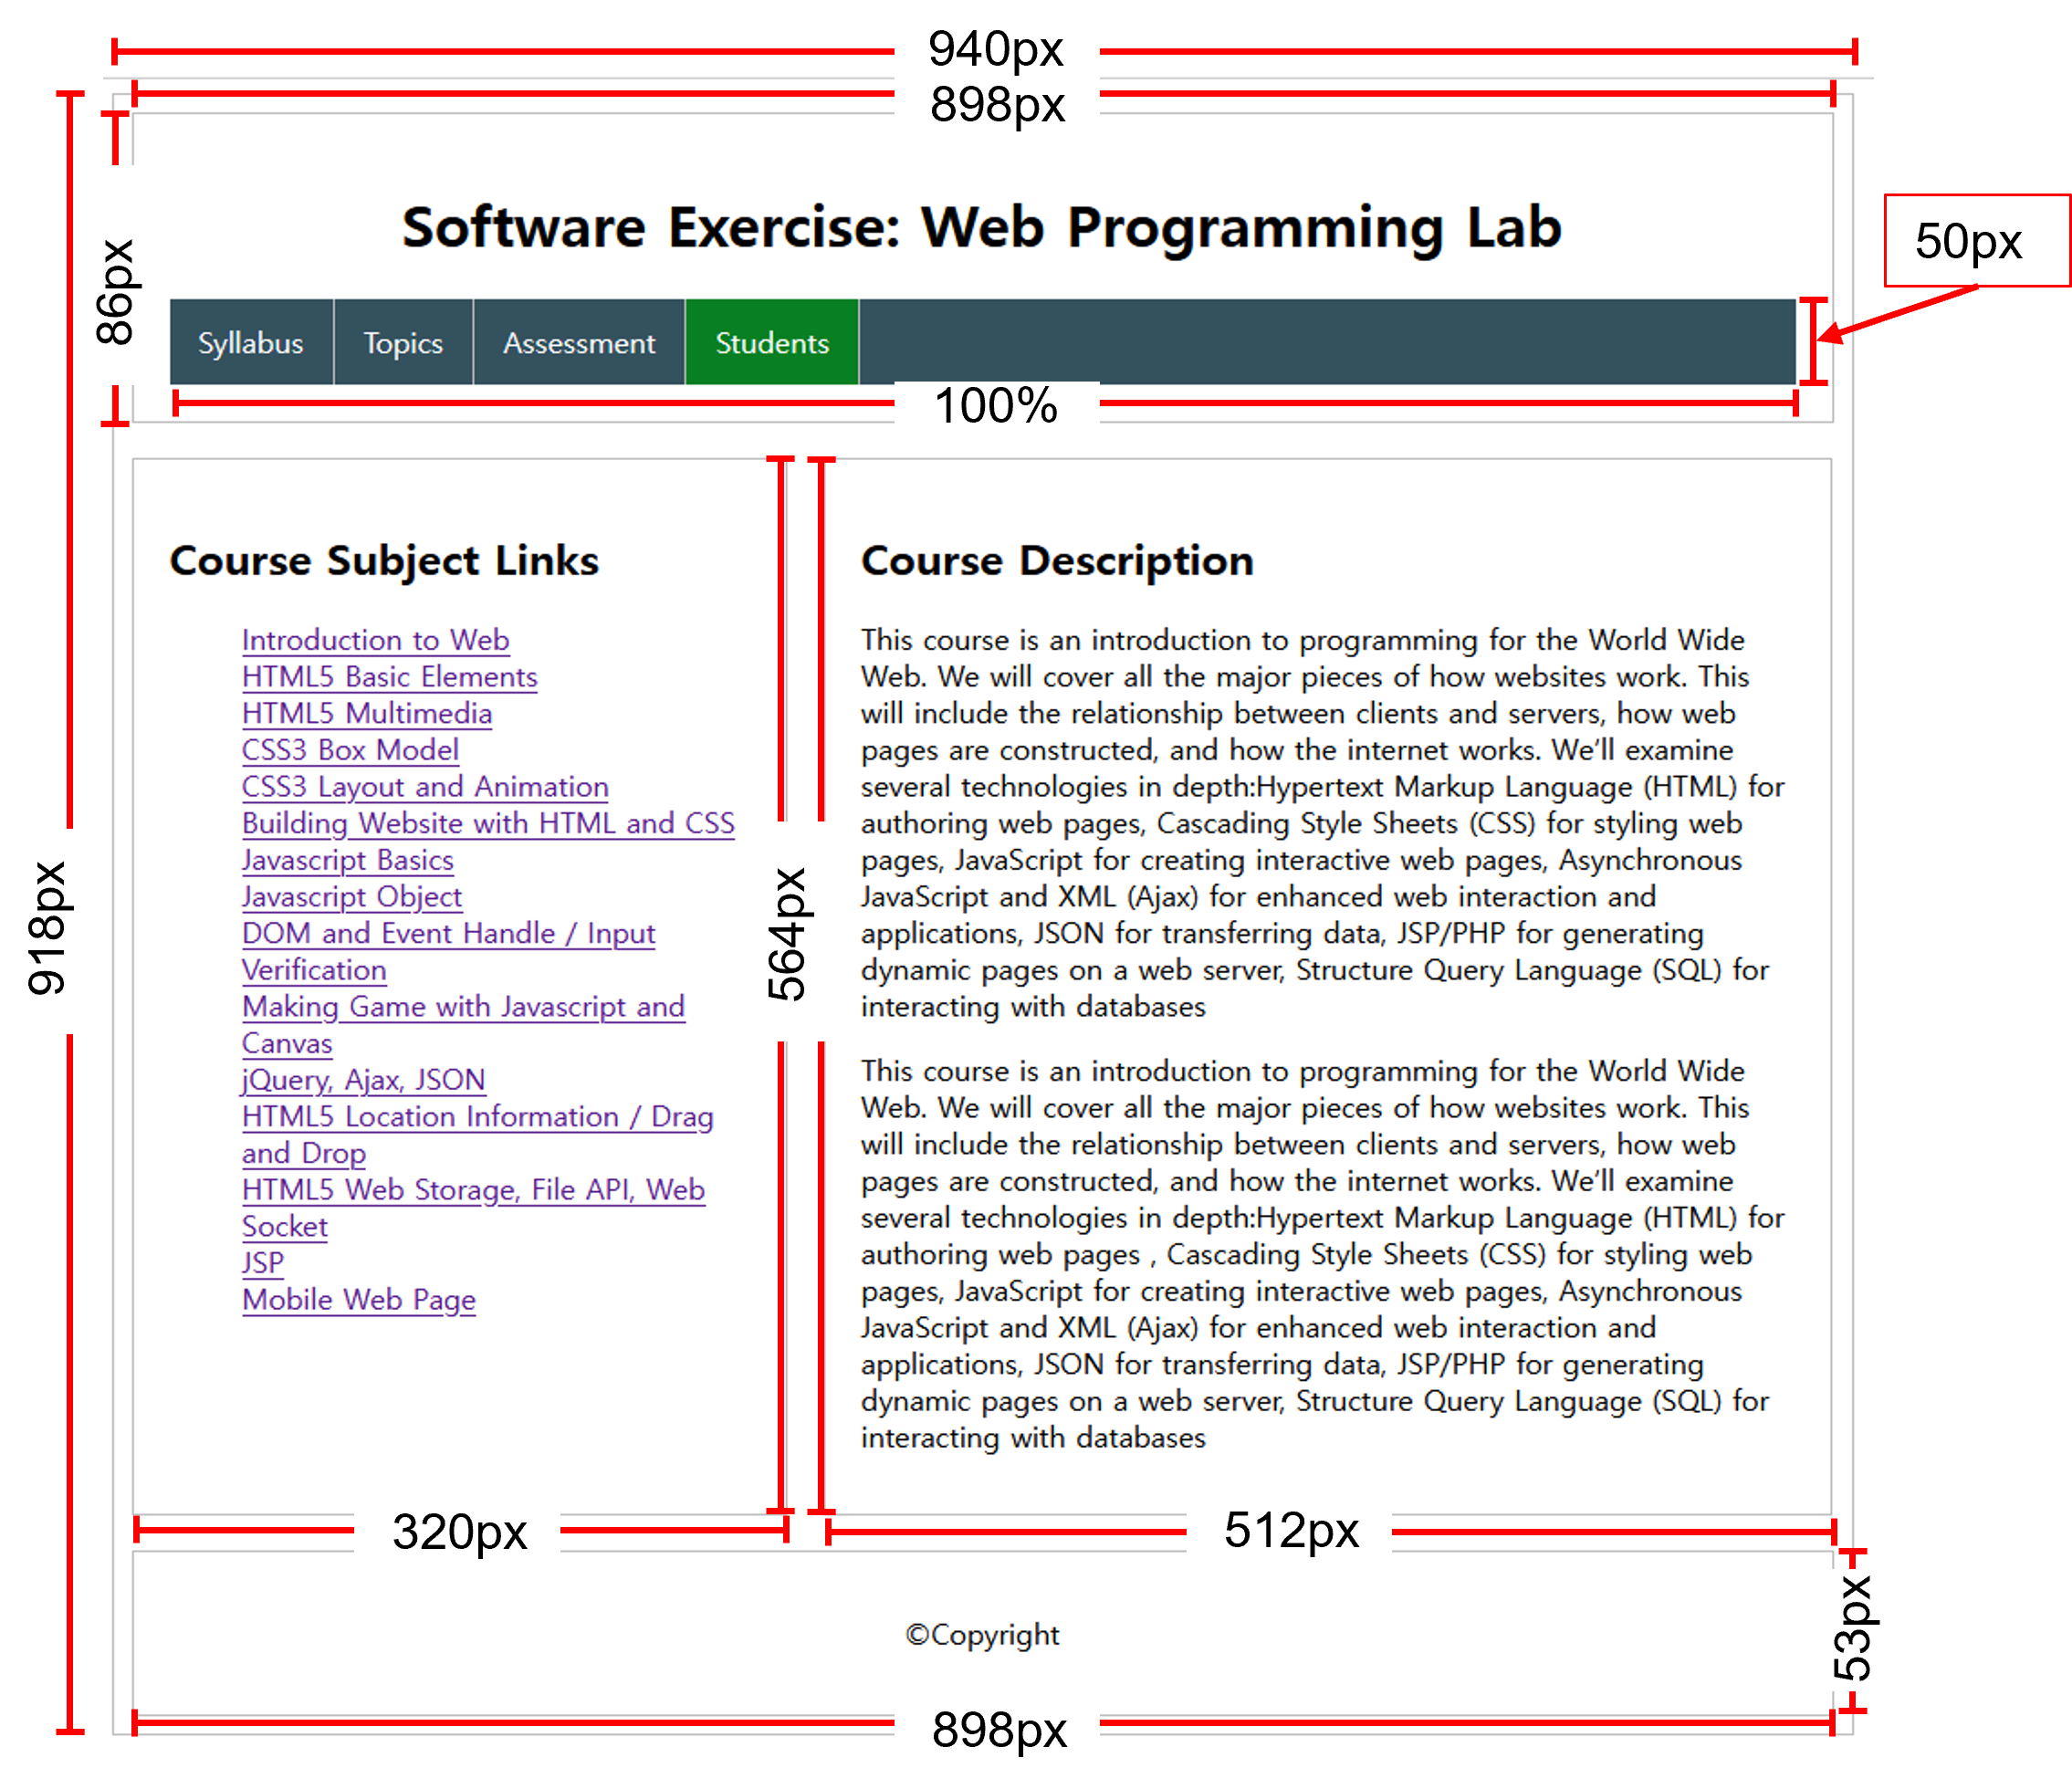 940px
898px
Software Exercise: Web Programming Lab
50px
86px
Syllabus Topics Assessment Students
100%
Course Subject Links
Introduction to Web
HTML5 Basic Elements
HTML5 Multimedia
CSS3 Box Model
CSS3 Layout and Animation
Building Website with HTML and CSS
Javascript Basics
Javascript Object
DOM and Event Handle / Input
Verification
Making Game with Javascript and
Canvas
jQuery, Ajax, JSON
HTML5 Location Information / Drag
and Drop
HTML5 Web Storage, File API, Web
Socket
JSP
Mobile Web Page
918px
564px
Course Description
This course is an introduction to programming for the World Wide
Web. We will cover all the major pieces of how websites work. This
will include the relationship between clients and servers, how web
pages are constructed, and how the internet works. We’ll examine
several technologies in depth:Hypertext Markup Language (HTML) for
authoring web pages, Cascading Style Sheets (CSS) for styling web
pages, JavaScript for creating interactive web pages, Asynchronous
JavaScript and XML (Ajax) for enhanced web interaction and
applications, JSON for transferring data, JSP/PHP for generating
dynamic pages on a web server, Structure Query Language (SQL) for
interacting with databases
This course is an introduction to programming for the World Wide
Web. We will cover all the major pieces of how websites work. This
will include the relationship between clients and servers, how web
pages are constructed, and how the internet works. We’ll examine
several technologies in depth:Hypertext Markup Language (HTML) for
authoring web pages , Cascading Style Sheets (CSS) for styling web
pages, JavaScript for creating interactive web pages, Asynchronous
JavaScript and XML (Ajax) for enhanced web interaction and
applications, JSON for transferring data, JSP/PHP for generating
dynamic pages on a web server, Structure Query Language (SQL) for
interacting with databases
320px
512px
©Copyright
53px
898px